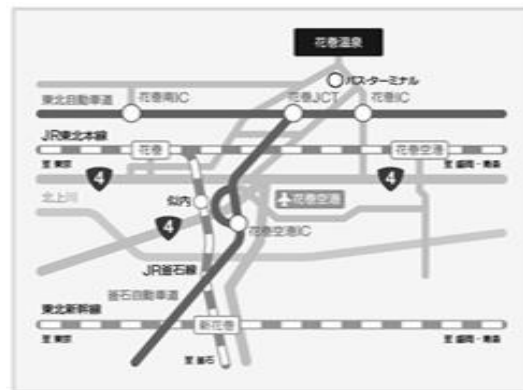 花巻温泉
バス・ターミナル
東北自動車道
花巻南IC
花巻JCT
花巻IC
JR東北本線
花巻
花巻空港
至 東京
至 盛岡・青森
4
4
北上川
似内
花巻空港
4
花巻空港IC
JR釜石線
釜石自動車道
東北新幹線
新花巻
至 東京
至 釜石
至 盛岡・青森